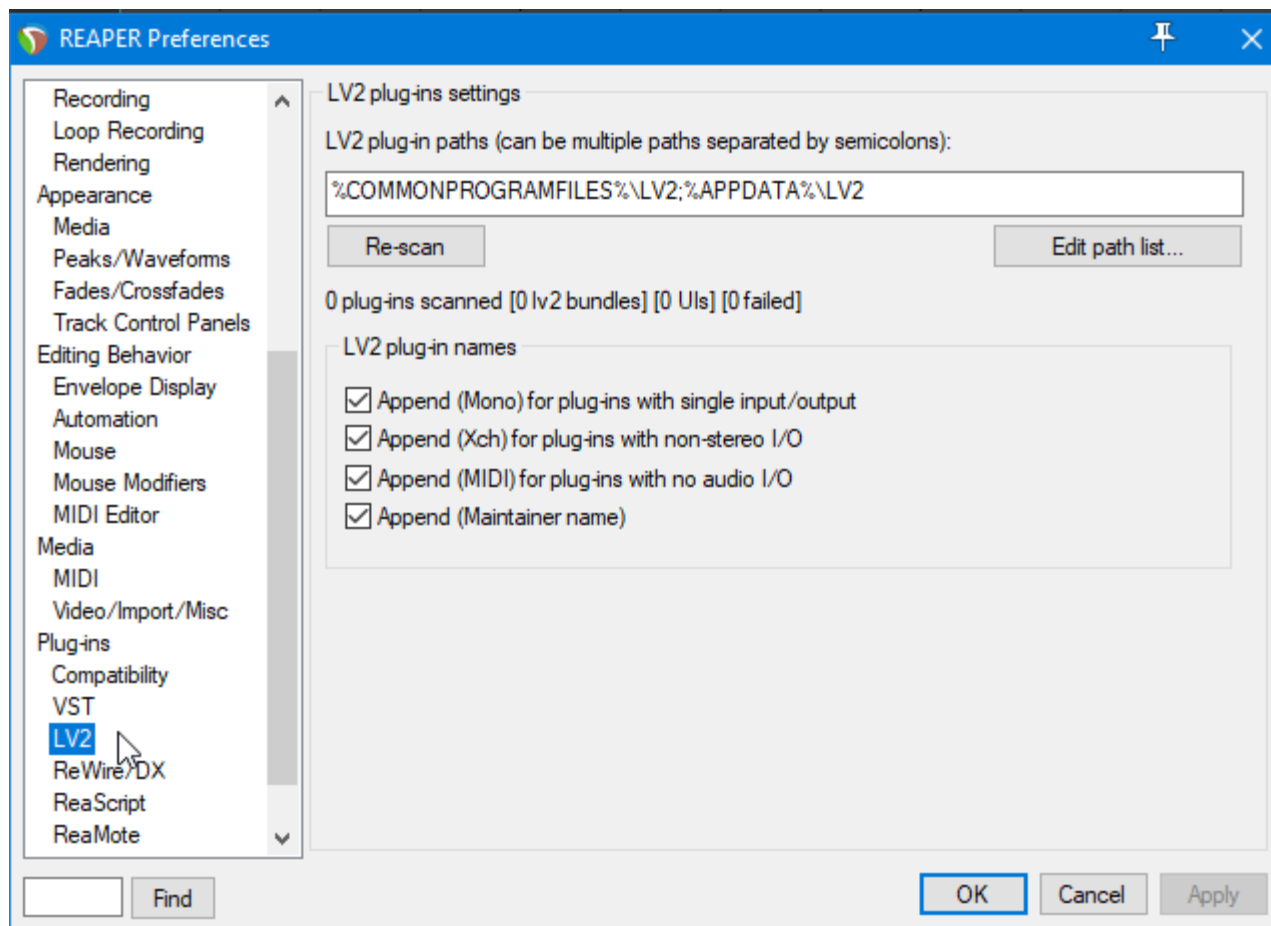 REAPER Preferences
Recording
Loop Recording
Rendering
Appearance
Media
Peaks/Waveforms
Fades/Crossfades
Track Control Panels
Editing Behavior
Envelope Display
Automation
Mouse
Mouse Modifiers
MIDI Editor
Media
MIDI
Video/Import/Misc
Plug-ins
Compatibility
VST
LV2
ReWire/DX
ReaScript
ReaMote
Find
LV2 plug-ins settings
LV2 plug-in paths (can be multiple paths separated by semicolons):
%COMMONPROGRAMFILES%\LV2;%APPDATA%\LV2
Re-scan
Edit path list...
0 plug-ins scanned [0 lv2 bundles] [0 UIs] [0 failed]
LV2 plug-in names
Append (Mono) for plug-ins with single input/output
Append (Xch) for plug-ins with non-stereo I/O
Append (MIDI) for plug-ins with no audio I/O
Append (Maintainer name)
OK
Cancel
Apply